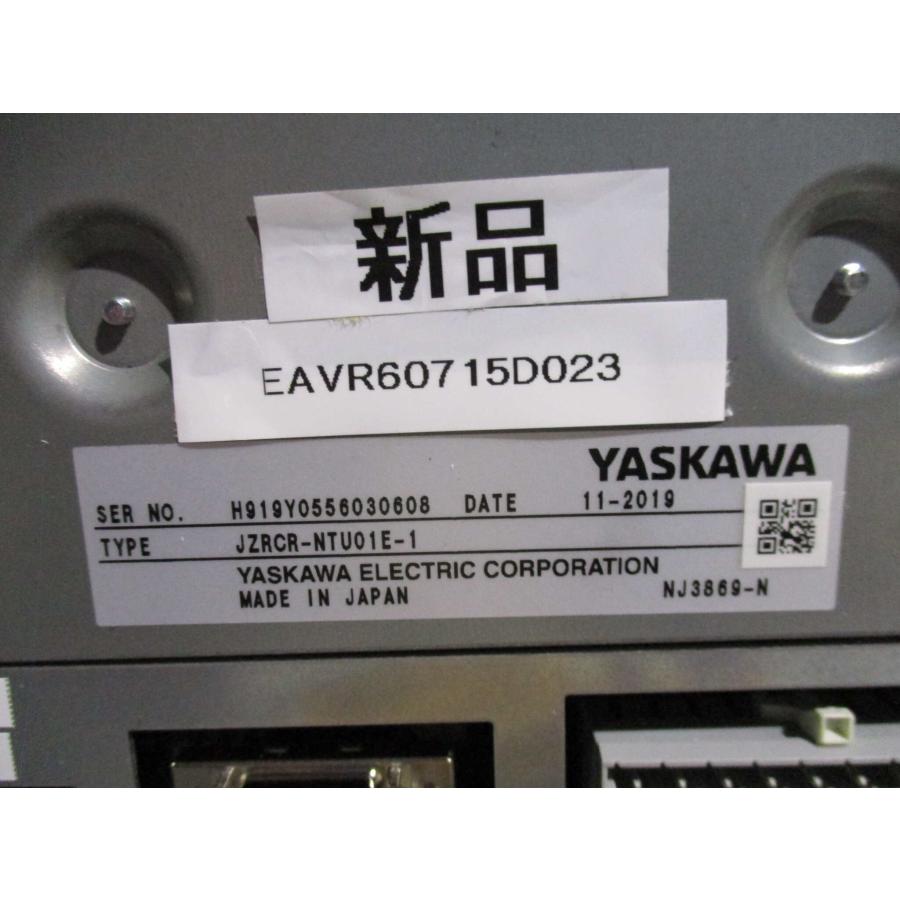 新品
EAVR60715D023
YASKAWA
SER NO. H919Y0556030608 DATE 11-2019
TYPE JZRCR-NTU01E-1
YASKAWA ELECTRIC CORPORATION
MADE IN JAPAN NJ3869-N